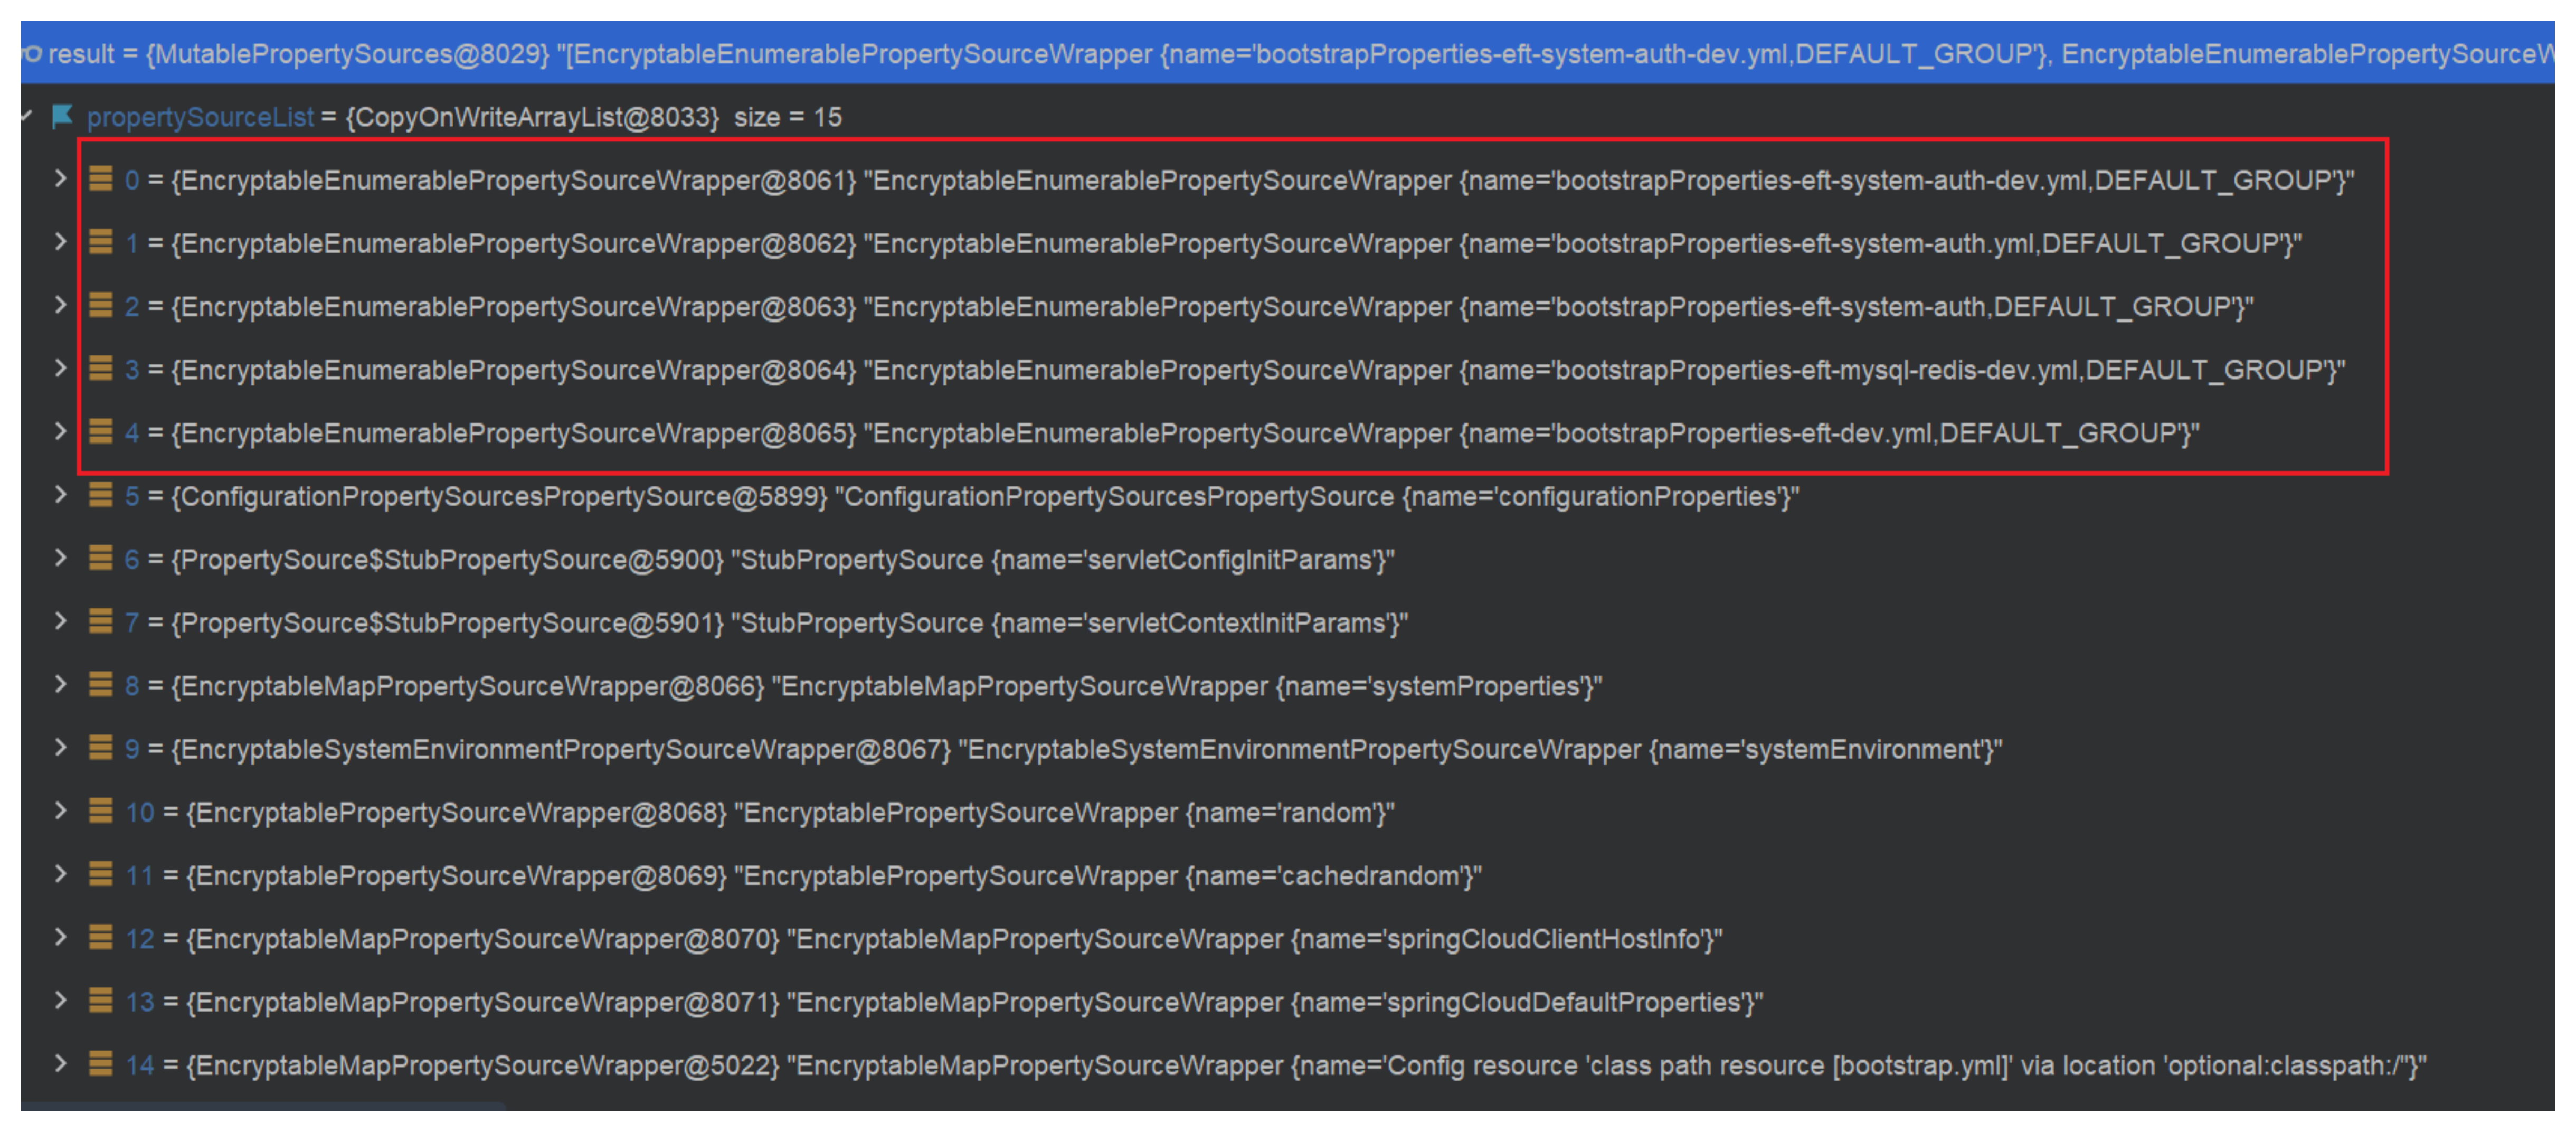 result = {MutablePropertySources@8029} "[EncryptableEnumerablePropertySourceWrapper {name='bootstrapProperties-eft-system-auth-dev.yml,DEFAULT_GROUP'}, EncryptableEnumerablePropertySourceW
propertySourceList = {CopyOnWriteArrayList@8033} size = 15
0 = {EncryptableEnumerablePropertySourceWrapper@8061} "EncryptableEnumerablePropertySourceWrapper {name='bootstrapProperties-eft-system-auth-dev.yml,DEFAULT_GROUP'}"
1 = {EncryptableEnumerablePropertySourceWrapper@8062} "EncryptableEnumerablePropertySourceWrapper {name='bootstrapProperties-eft-system-auth.yml,DEFAULT_GROUP'}"
2 = {EncryptableEnumerablePropertySourceWrapper@8063} "EncryptableEnumerablePropertySourceWrapper {name='bootstrapProperties-eft-system-auth,DEFAULT_GROUP'}"
3 = {EncryptableEnumerablePropertySourceWrapper@8064} "EncryptableEnumerablePropertySourceWrapper {name='bootstrapProperties-eft-mysql-redis-dev.yml,DEFAULT_GROUP'}"
4 = {EncryptableEnumerablePropertySourceWrapper@8065} "EncryptableEnumerablePropertySourceWrapper {name='bootstrapProperties-eft-dev.yml,DEFAULT_GROUP'}"
5 = {ConfigurationPropertySourcesPropertySource@5899} "ConfigurationPropertySourcesPropertySource {name='configurationProperties'}"
6 = {PropertySource$StubPropertySource@5900} "StubPropertySource {name='servletConfigInitParams'}"
7 = {PropertySource$StubPropertySource@5901} "StubPropertySource {name='servletContextInitParams'}"
8 = {EncryptableMapPropertySourceWrapper@8066} "EncryptableMapPropertySourceWrapper {name='systemProperties'}"
9 = {EncryptableSystemEnvironmentPropertySourceWrapper@8067} "EncryptableSystemEnvironmentPropertySourceWrapper {name='systemEnvironment'}"
10 = {EncryptablePropertySourceWrapper@8068} "EncryptablePropertySourceWrapper {name='random'}"
11 = {EncryptablePropertySourceWrapper@8069} "EncryptablePropertySourceWrapper {name='cachedrandom'}"
12 = {EncryptableMapPropertySourceWrapper@8070} "EncryptableMapPropertySourceWrapper {name='springCloudClientHostInfo'}"
13 = {EncryptableMapPropertySourceWrapper@8071} "EncryptableMapPropertySourceWrapper {name='springCloudDefaultProperties'}"
14 = {EncryptableMapPropertySourceWrapper@5022} "EncryptableMapPropertySourceWrapper {name='Config resource 'class path resource [bootstrap.yml]' via location 'optional:classpath:/''}"